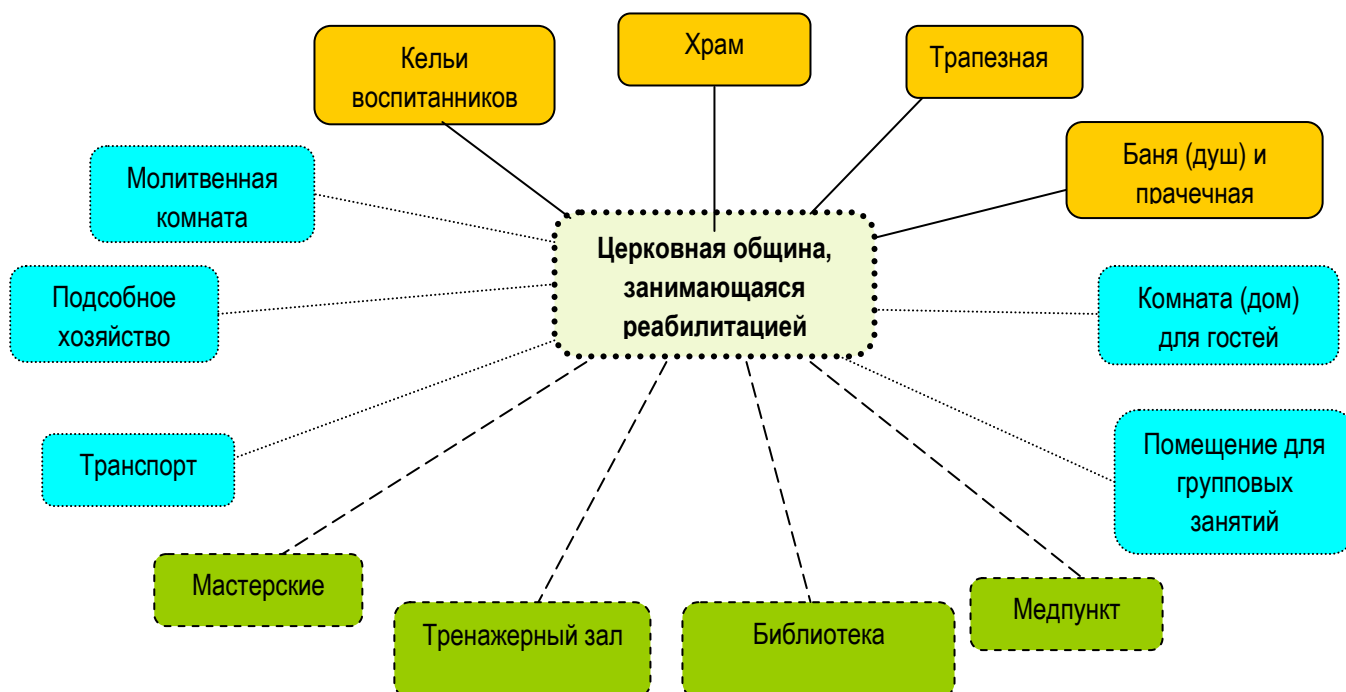 Храм
Кельи
воспитанников
Трапезная
Баня (душ) и
прачечная
Молитвенная
комната
Церковная община,
занимающаяся
реабилитацией
Подсобное
хозяйство
Комната (дом)
для гостей
Транспорт
Помещение для
групповых
занятий
Мастерские
Тренажерный зал
Библиотека
Медпункт